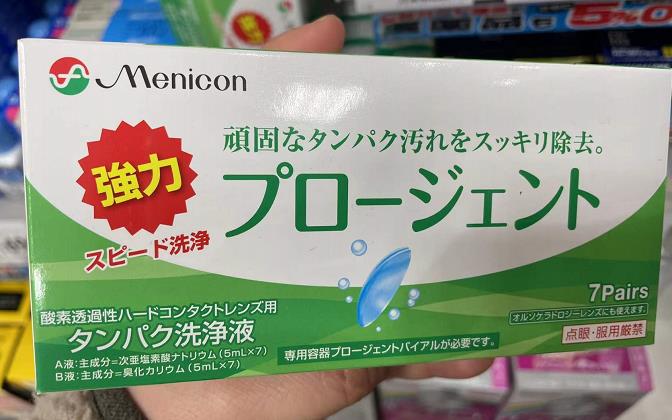 Menicon
頑固なタンパク汚れをスッキリ除去。
強力
スピード洗浄
プロージェント
酸素透過性ハードコンタクトレンズ用
タンパク洗浄液
A液:主成分=次亜塩素酸ナトリウム(5mL×7)
B液:主成分=臭化カリウム(5mL×7)
専用容器プロージェントバイアルが必要です。
7Pairs
オルソケラトロジーレンズにも使えます。
点眼・服用厳禁